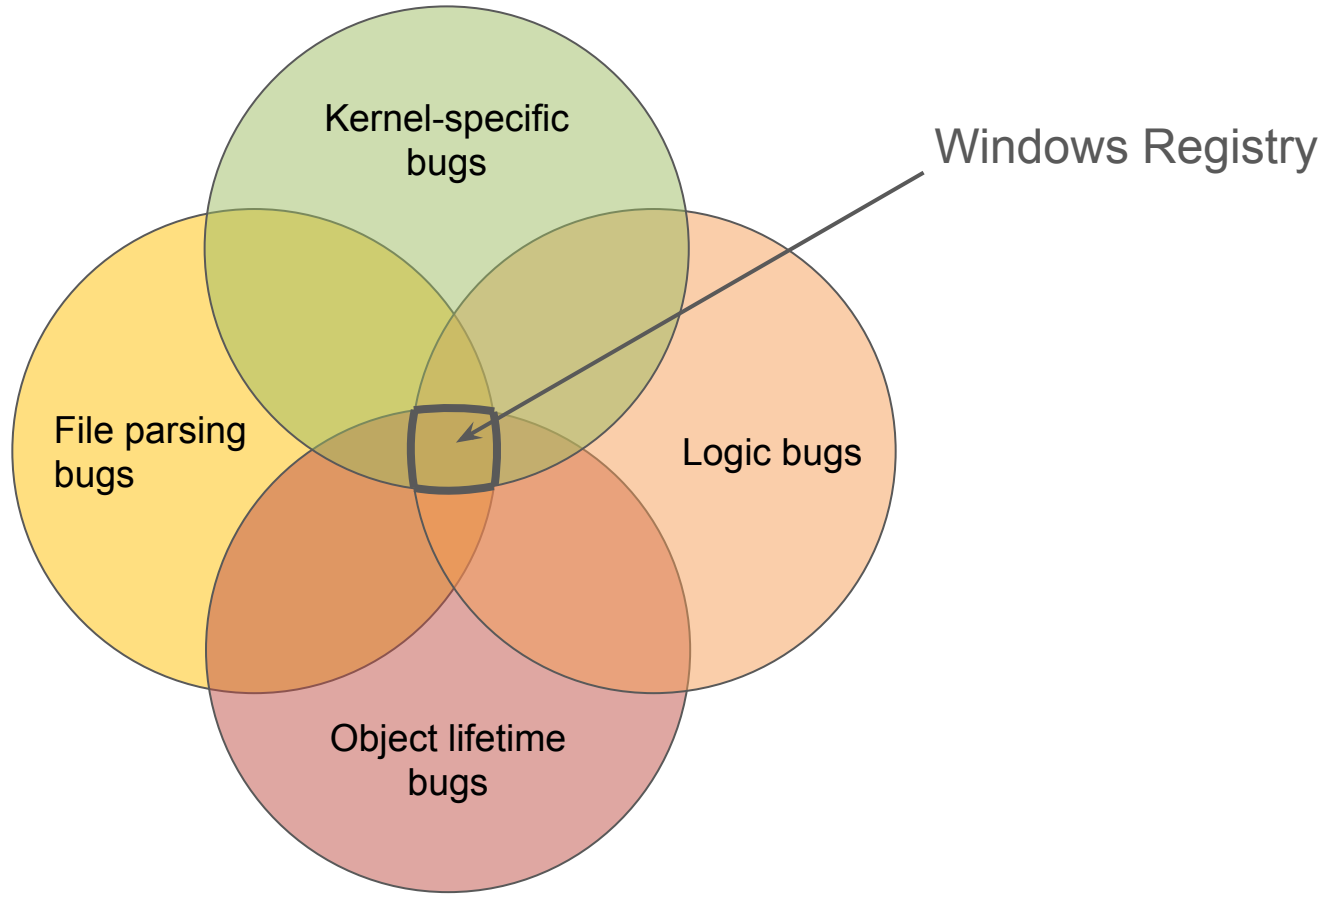 Kernel-specific
bugs
Windows Registry
File parsing
bugs
Logic bugs
Object lifetime
bugs